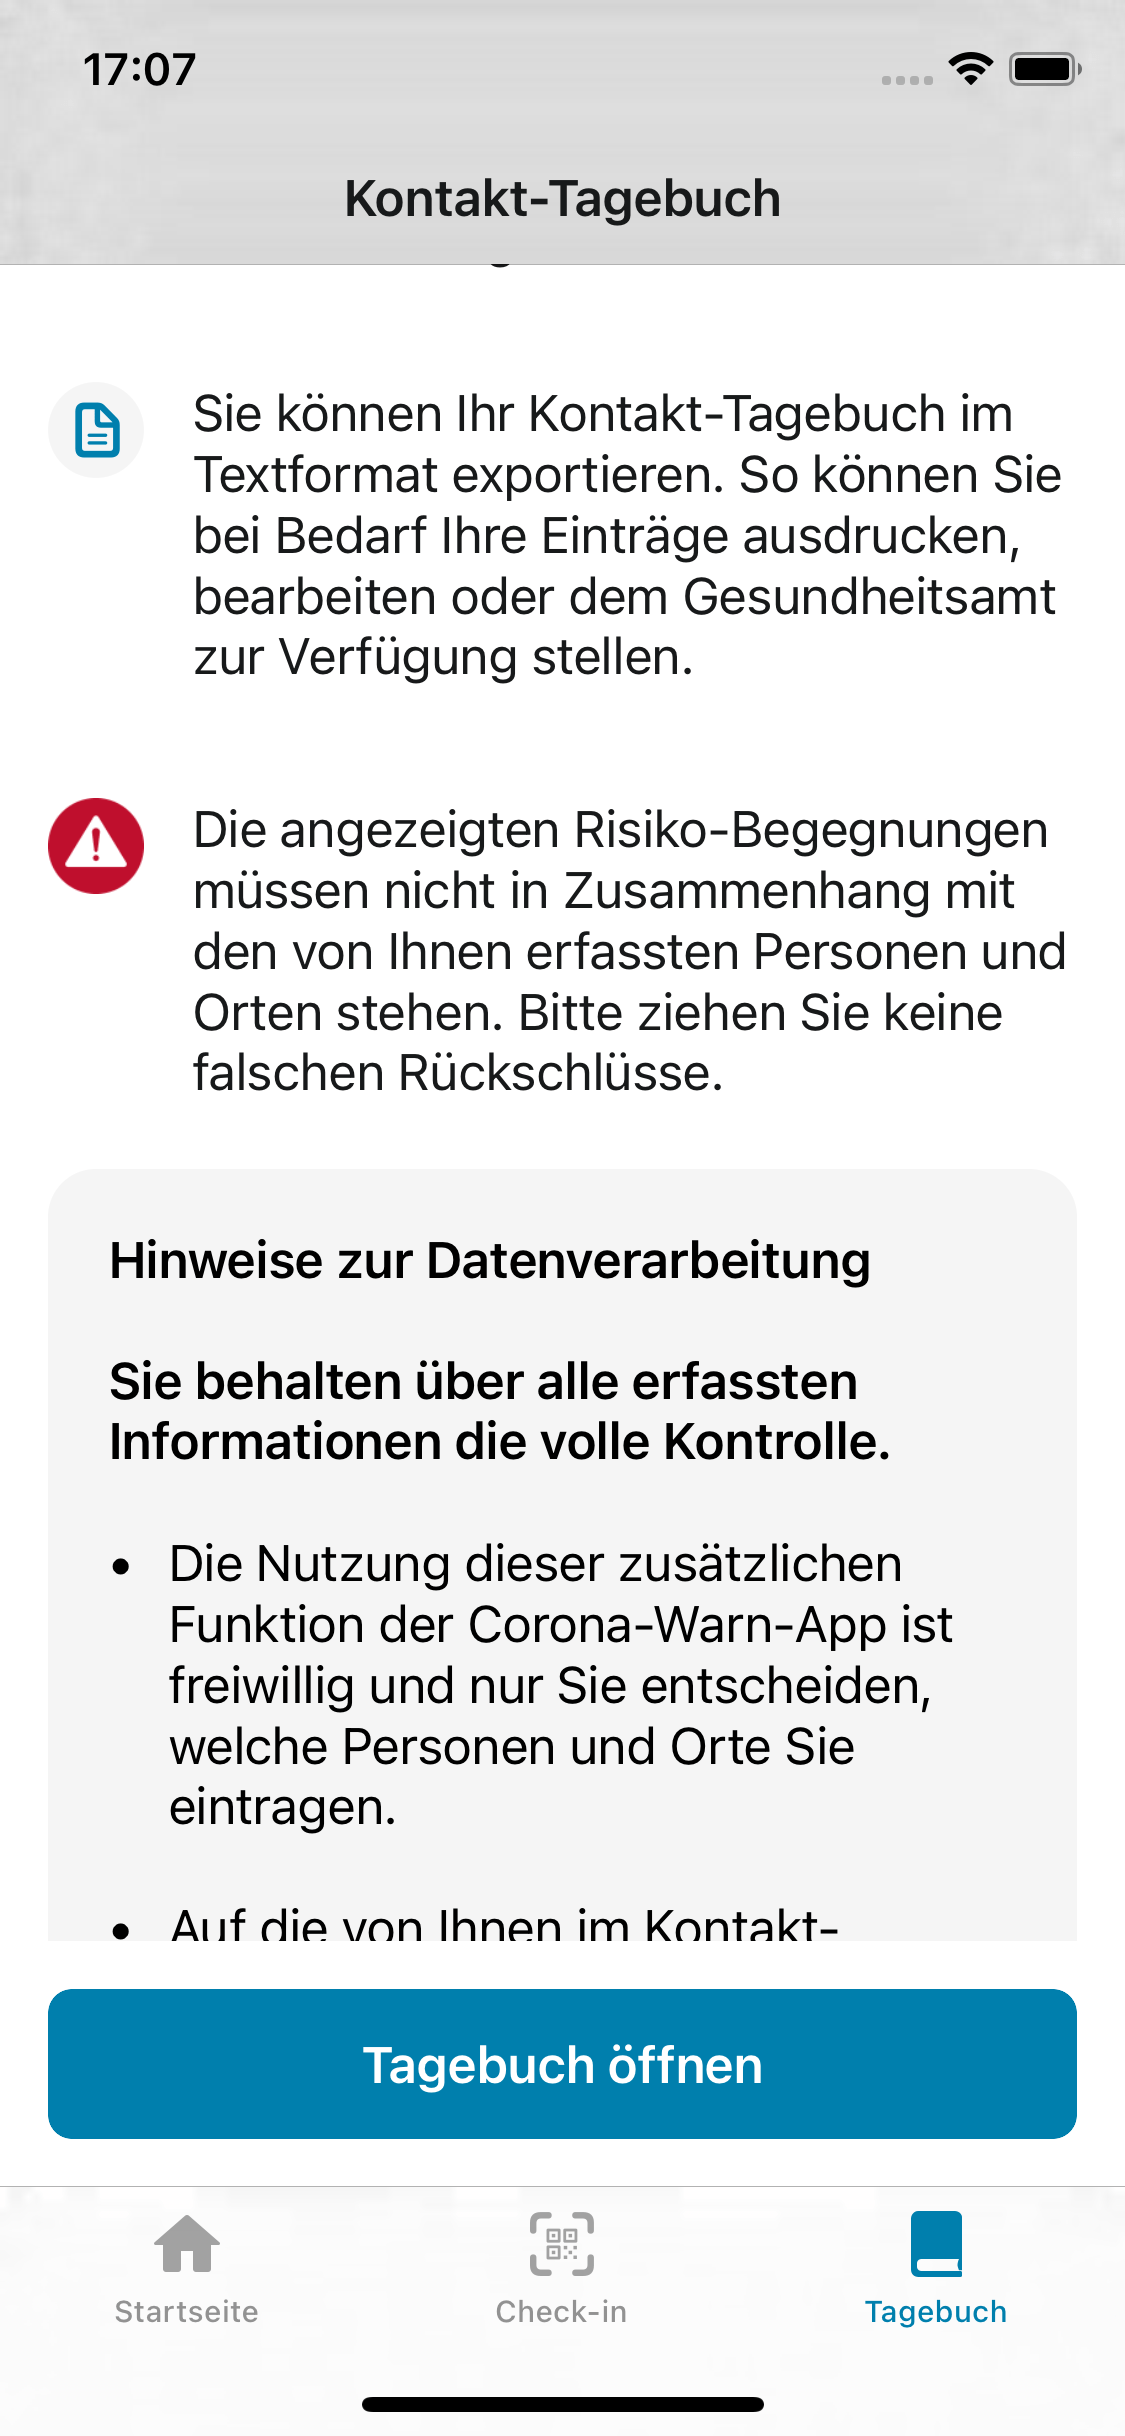 17:07
Kontakt-Tagebuch
Sie können Ihr Kontakt-Tagebuch im
Textformat exportieren. So können Sie
bei Bedarf Ihre Einträge ausdrucken,
bearbeiten oder dem Gesundheitsamt
zur Verfügung stellen.
Die angezeigten Risiko-Begegnungen
müssen nicht in Zusammenhang mit
den von Ihnen erfassten Personen und
Orten stehen. Bitte ziehen Sie keine
falschen Rückschlüsse.
Hinweise zur Datenverarbeitung
Sie behalten über alle erfassten
Informationen die volle Kontrolle.
• Die Nutzung dieser zusätzlichen
Funktion der Corona-Warn-App ist
freiwillig und nur Sie entscheiden,
welche Personen und Orte Sie
eintragen.
• Auf die von Ihnen im Kontakt-
Tagebuch öffnen
Startseite
Check-in
Tagebuch